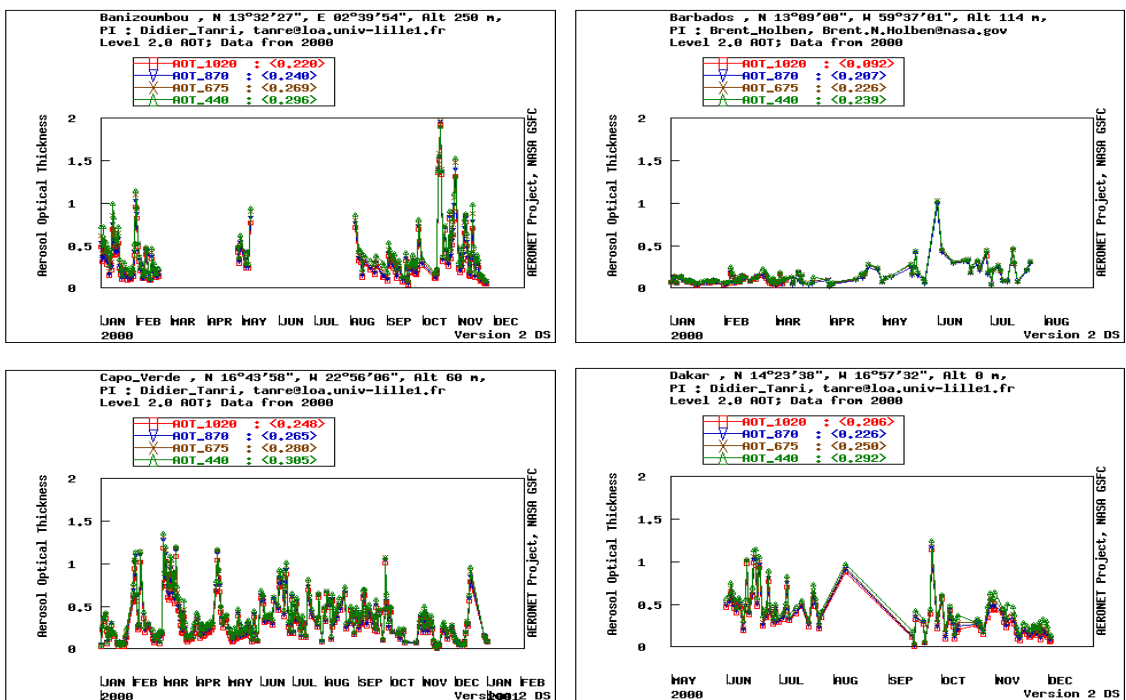 Banizoumbou , N 13°32'27", E 02°39'54", Alt 250 m,
PI : Didier_Tanri, tanre@loa.univ-lille1.fr
Level 2.0 AOT; Data from 2000
AOT_1020 : <0.220>
AOT_870 : <0.240>
AOT_675 : <0.269>
AOT_440 : <0.296>
Aerosol Optical Thickness
2
1.5
1
0.5
0
AERONET Project, NASA GSFC
JAN FEB MAR APR MAY JUN JUL AUG SEP OCT NOV DEC
2000
Version 2 DS
Barbados , N 13°09'00", W 59°37'01", Alt 114 m,
PI : Brent_Holben, Brent.N.Holben@nasa.gov
Level 2.0 AOT; Data from 2000
AOT_1020 : <0.092>
AOT_870 : <0.207>
AOT_675 : <0.226>
AOT_440 : <0.239>
Aerosol Optical Thickness
2
1.5
1
0.5
0
AERONET Project, NASA GSFC
JAN FEB MAR APR MAY JUN JUL AUG
2000
Version 2 DS
Capo_Verde , N 16°43'58", W 22°56'06", Alt 60 m,
PI : Didier_Tanri, tanre@loa.univ-lille1.fr
Level 2.0 AOT; Data from 2000
AOT_1020 : <0.248>
AOT_870 : <0.265>
AOT_675 : <0.280>
AOT_440 : <0.305>
Aerosol Optical Thickness
2
1.5
1
0.5
0
AERONET Project, NASA GSFC
JAN FEB MAR APR MAY JUN JUL AUG SEP OCT NOV DEC JAN FEB
2000 2001
Version 2 DS
Dakar , N 14°23'38", W 16°57'32", Alt 0 m,
PI : Didier_Tanri, tanre@loa.univ-lille1.fr
Level 2.0 AOT; Data from 2000
AOT_1020 : <0.206>
AOT_870 : <0.226>
AOT_675 : <0.250>
AOT_440 : <0.292>
Aerosol Optical Thickness
2
1.5
1
0.5
0
AERONET Project, NASA GSFC
MAY JUN JUL AUG SEP OCT NOV DEC
2000
Version 2 DS